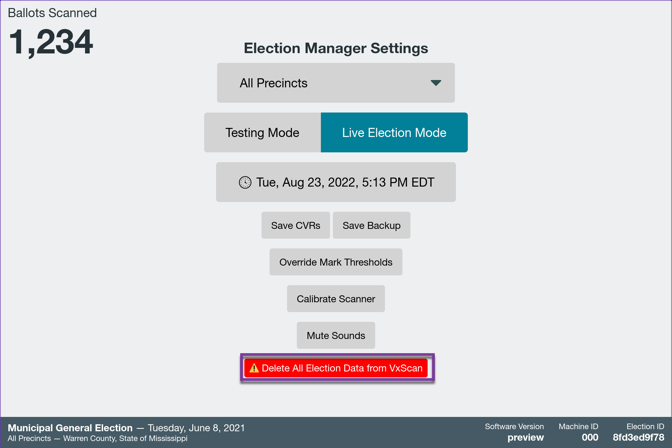 Ballots Scanned
1,234
Election Manager Settings
All Precincts
Testing Mode
Live Election Mode
Tue, Aug 23, 2022, 5:13 PM EDT
Save CVRs
Save Backup
Override Mark Thresholds
Calibrate Scanner
Mute Sounds
Delete All Election Data from VxScan
Municipal General Election — Tuesday, June 8, 2021
All Precincts — Warren County, State of Mississippi
Software Version
preview
Machine ID
000
Election ID
8fd3ed9f78